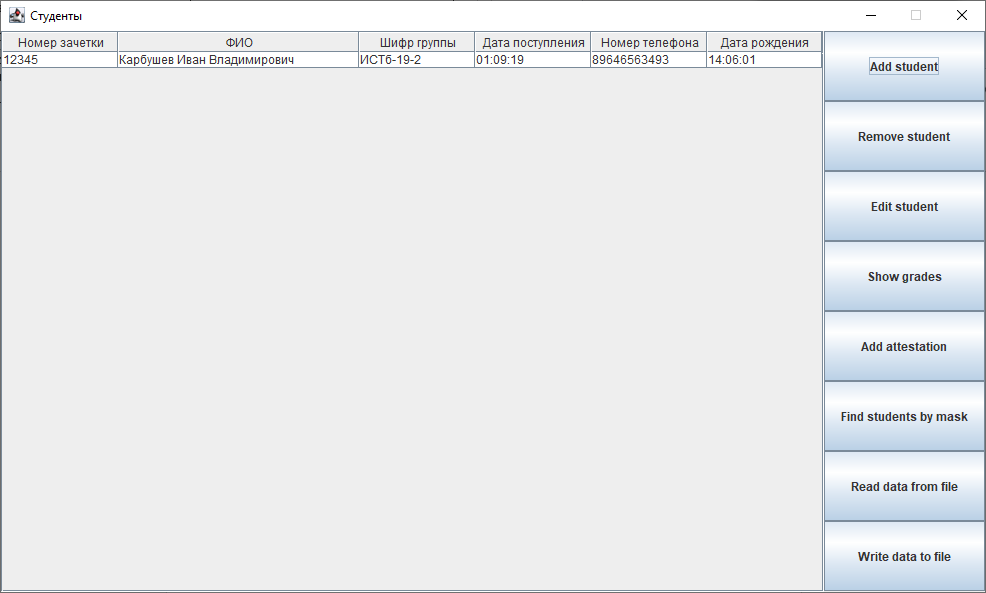 Студенты
Номер зачетки ФИО Шифр группы Дата поступления Номер телефона Дата рождения
12345 Карбушев Иван Владимирович ИСТб-19-2 01:09:19 89646563493 14:06:01
Add student
Remove student
Edit student
Show grades
Add attestation
Find students by mask
Read data from file
Write data to file